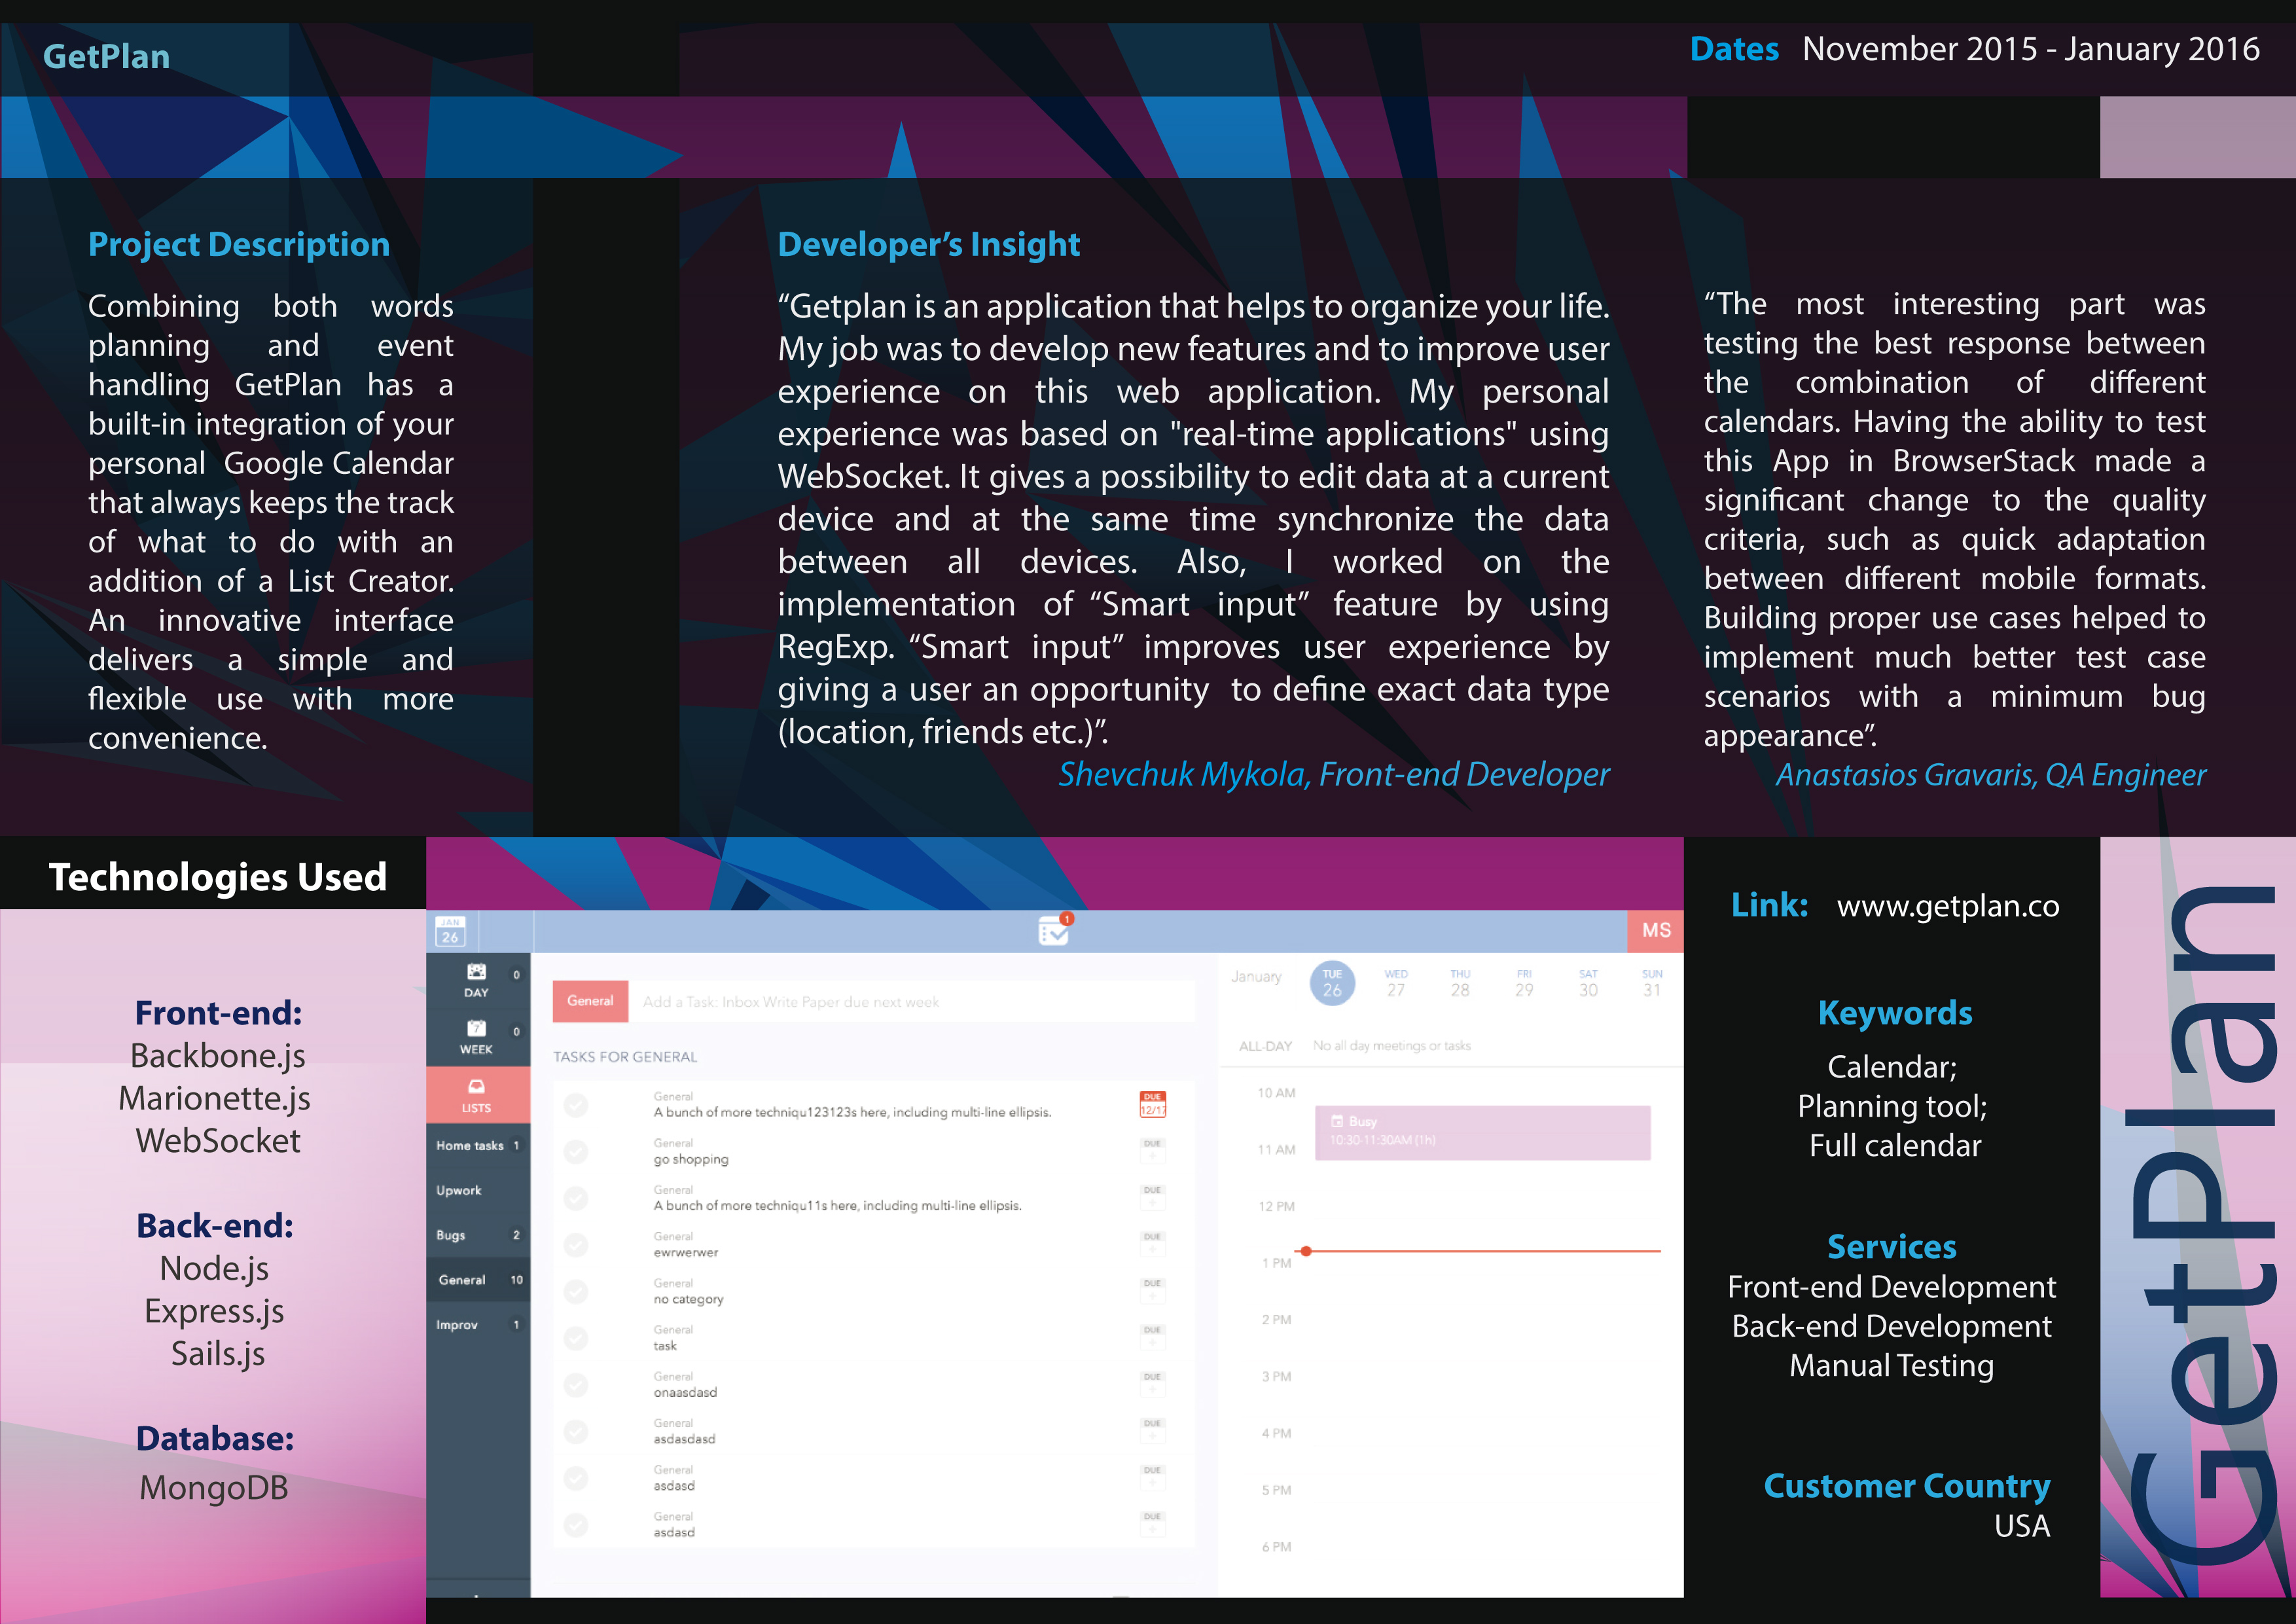 GetPlan
Dates November 2015 - January 2016
Project Description
Combining both words
planning and event
handling GetPlan has a
built-in integration of your
personal Google Calendar
that always keeps the track
of what to do with an
addition of a List Creator.
An innovative interface
delivers a simple and
flexible use with more
convenience.
Developer’s Insight
“Getplan is an application that helps to organize your life.
My job was to develop new features and to improve user
experience on this web application. My personal
experience was based on "real-time applications" using
WebSocket. It gives a possibility to edit data at a current
device and at the same time synchronize the data
between all devices. Also, I worked on the
implementation of “Smart input” feature by using
RegExp. “Smart input” improves user experience by
giving a user an opportunity to define exact data type
(location, friends etc.)”.
Shevchuk Mykola, Front-end Developer
“The most interesting part was
testing the best response between
the combination of different
calendars. Having the ability to test
this App in BrowserStack made a
significant change to the quality
criteria, such as quick adaptation
between different mobile formats.
Building proper use cases helped to
implement much better test case
scenarios with a minimum bug
appearance”.
Anastasios Gravaris, QA Engineer
Technologies Used
Front-end:
Backbone.js
Marionette.js
WebSocket
Back-end:
Node.js
Express.js
Sails.js
Database:
MongoDB
JAN
26
1
MS
DAY 0
7
WEEK 0
LISTS
Home tasks 1
Upwork
Bugs 2
General 10
Improv 1
General Add a Task: Inbox Write Paper due next week
TASKS FOR GENERAL
General
A bunch of more techniqu123123s here, including multi-line ellipsis.
DUE
12/17
General
go shopping
DUE
General
A bunch of more techniqu11s here, including multi-line ellipsis.
DUE
General
ewrwerwer
DUE
General
no category
DUE
General
task
DUE
General
onaasdasd
DUE
General
asdasdasd
DUE
General
asdasd
DUE
General
asdasd
DUE
January
TUE WED THU FRI SAT SUN
26 27 28 29 30 31
ALL-DAY No all day meetings or tasks
10 AM
Busy
10:30-11:30AM (1h)
11 AM
12 PM
1 PM
2 PM
3 PM
4 PM
5 PM
6 PM
Link: www.getplan.co
Keywords
Calendar;
Planning tool;
Full calendar
Services
Front-end Development
Back-end Development
Manual Testing
Customer Country
USA
GetPlan